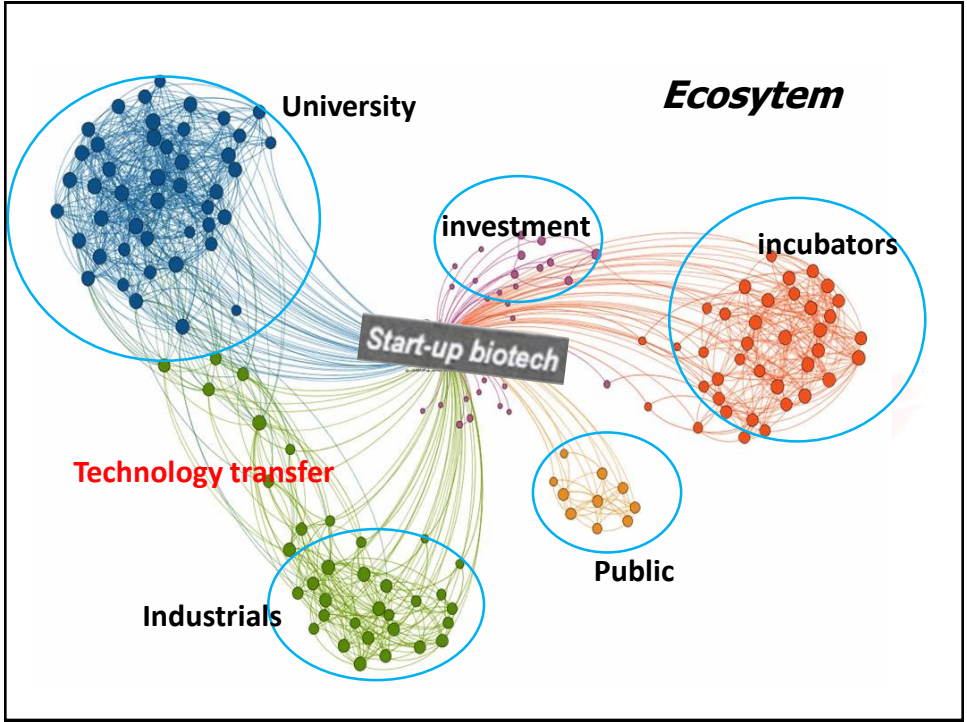 Ecosytem
University
investment
incubators
Start-up biotech
Technology transfer
Public
Industrials